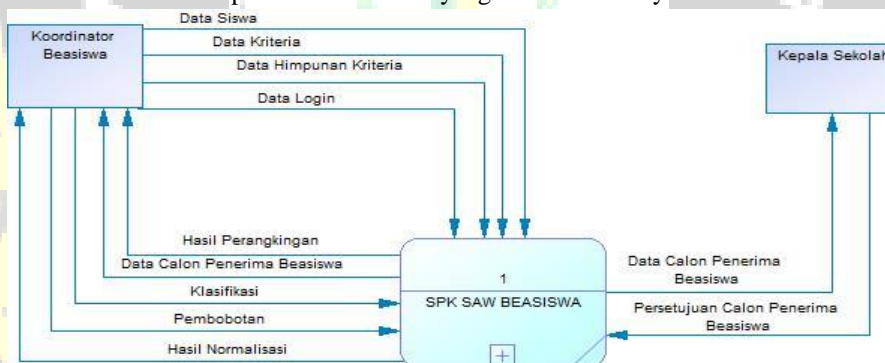 Data Siswa
Koordinator
Beasiswa
Data Kriteria
Data Himpunan Kriteria
Data Login
Kepala Sekolah
Hasil Perangkingan
Data Calon Penerima Beasiswa
Klasifikasi
Pembobotan
Hasil Normalisasi
1
SPK SAW BEASISWA
Data Calon Penerima
Beasiswa
Persetujuan Calon Penerima
Beasiswa